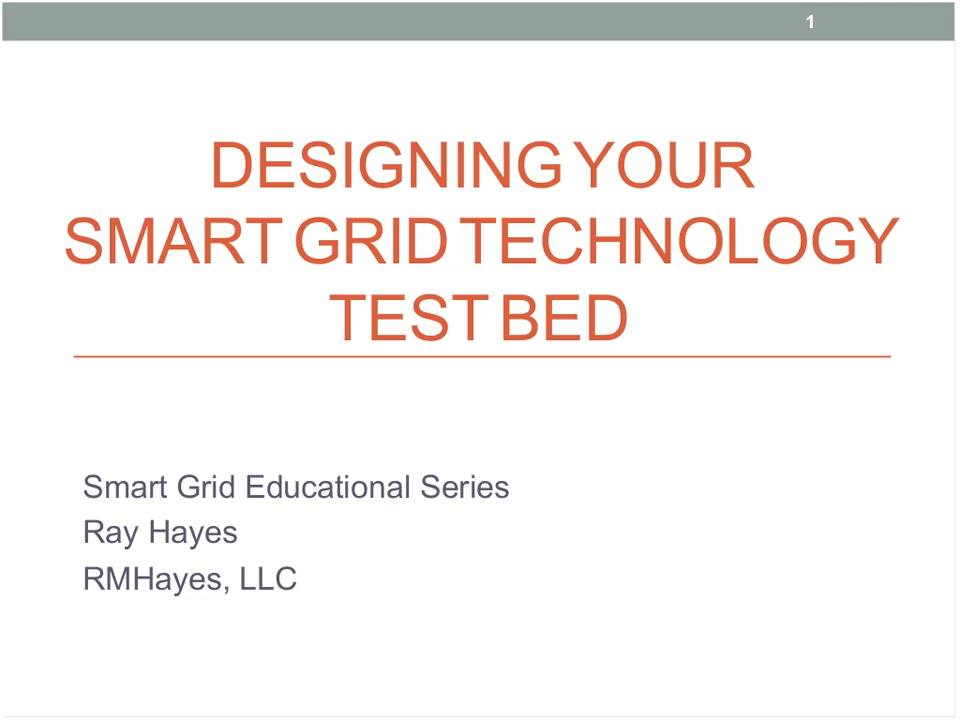 1
DESIGNING YOUR
SMART GRID TECHNOLOGY
TEST BED
Smart Grid Educational Series
Ray Hayes
RMHayes, LLC